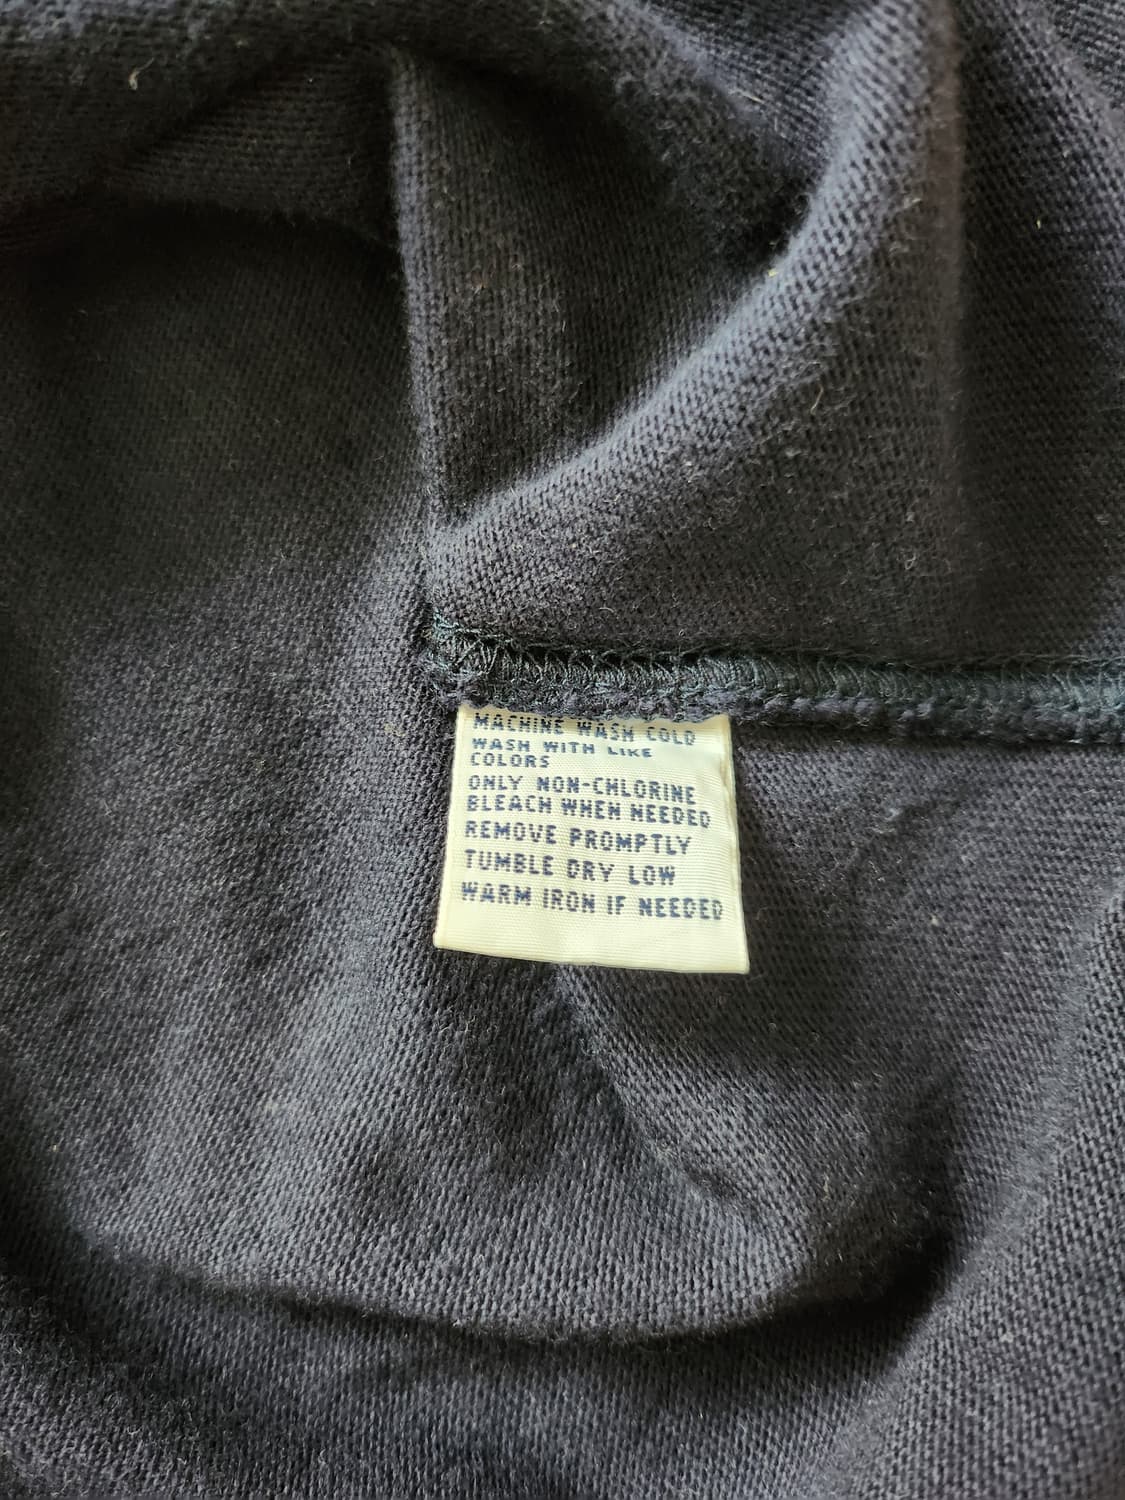 MACHINE WASH COLD
WASH WITH LIKE
COLORS
ONLY NON-CHLORINE
BLEACH WHEN NEEDED
REMOVE PROMPTLY
TUMBLE DRY LOW
WARM IRON IF NEEDED